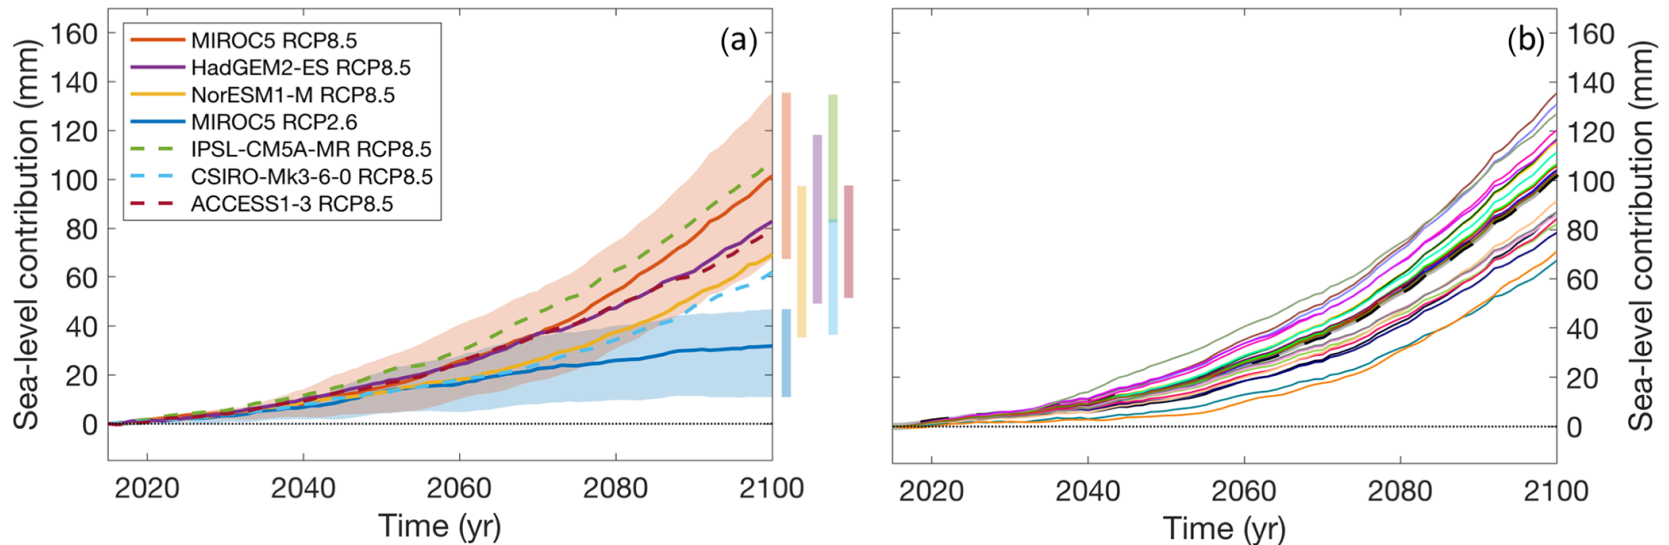 (a)
MIROC5 RCP8.5
HadGEM2-ES RCP8.5
NorESM1-M RCP8.5
MIROC5 RCP2.6
IPSL-CM5A-MR RCP8.5
CSIRO-Mk3-6-0 RCP8.5
ACCESS1-3 RCP8.5
Sea-level contribution (mm)
160
140
120
100
80
60
40
20
0
2020 2040 2060 2080 2100
Time (yr)
(b)
160
140
120
100
80
60
40
20
0
Sea-level contribution (mm)
2020 2040 2060 2080 2100
Time (yr)